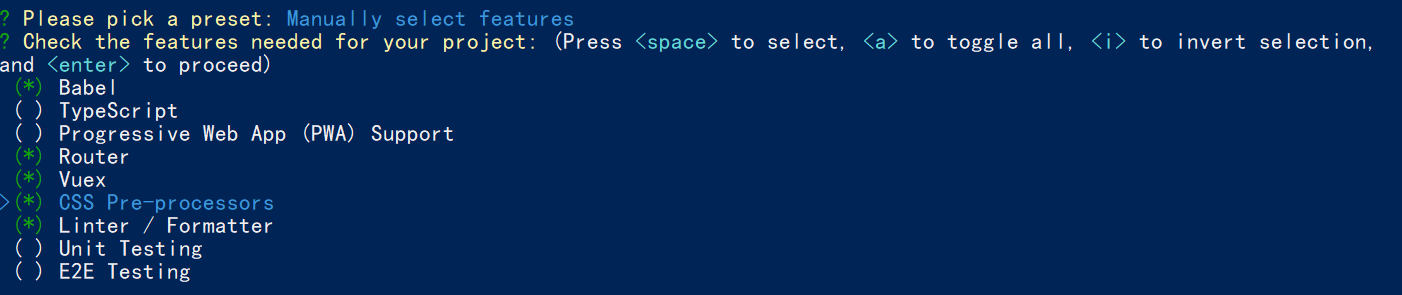 ? Please pick a preset: Manually select features
? Check the features needed for your project: (Press <space> to select, <a> to toggle all, <i> to invert selection,
and <enter> to proceed)
(*) Babel
( ) TypeScript
( ) Progressive Web App (PWA) Support
(*) Router
(*) Vuex
>(*) CSS Pre-processors
(*) Linter / Formatter
( ) Unit Testing
( ) E2E Testing